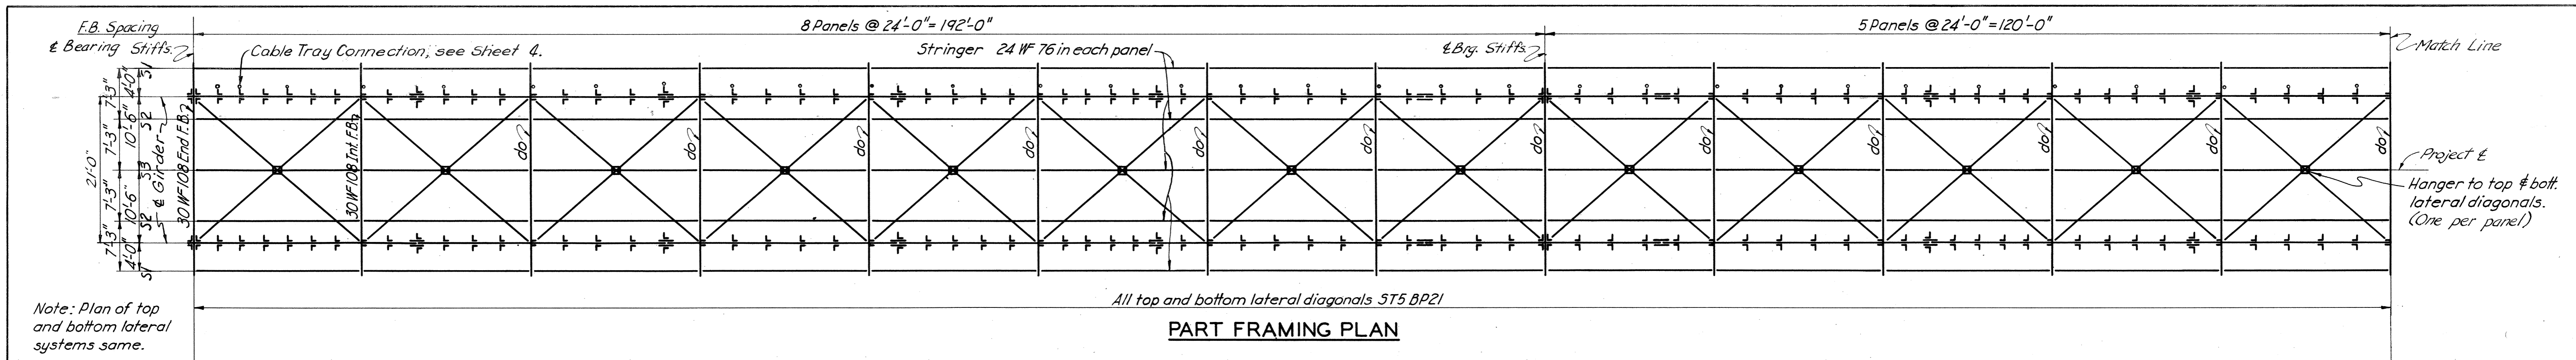 F.B. Spacing
8 Panels @ 24'-0" = 192'-0"
5 Panels @ 24'-0" = 120'-0"
℄ Bearing Stiffs.
Cable Tray Connection; see Sheet 4.
Stringer 24 WF 76 in each panel
℄ Brg. Stiffs.
Match Line
7'-3"
4'-0"
S1
21'-0"
7'-3"
10'-6"
S2
S3
℄ Girder
30 WF 108 End F.B.
30 WF 108 Int. F.B.
do
do
do
do
do
do
do
do
do
do
do
do
7'-3"
10'-6"
S2
7'-3"
4'-0"
S1
Project ℄
Hanger to top & bott.
lateral diagonals.
(One per panel)
All top and bottom lateral diagonals ST5 BP21
Note: Plan of top
and bottom lateral
systems same.
PART FRAMING PLAN